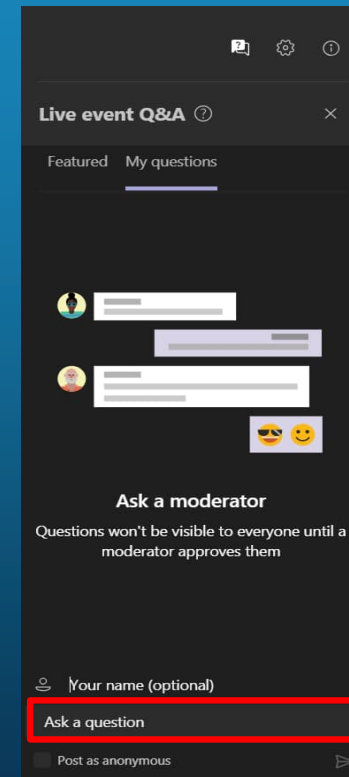 Live event Q&A
Featured My questions
Ask a moderator
Questions won't be visible to everyone until a
moderator approves them
Your name (optional)
Ask a question
Post as anonymous